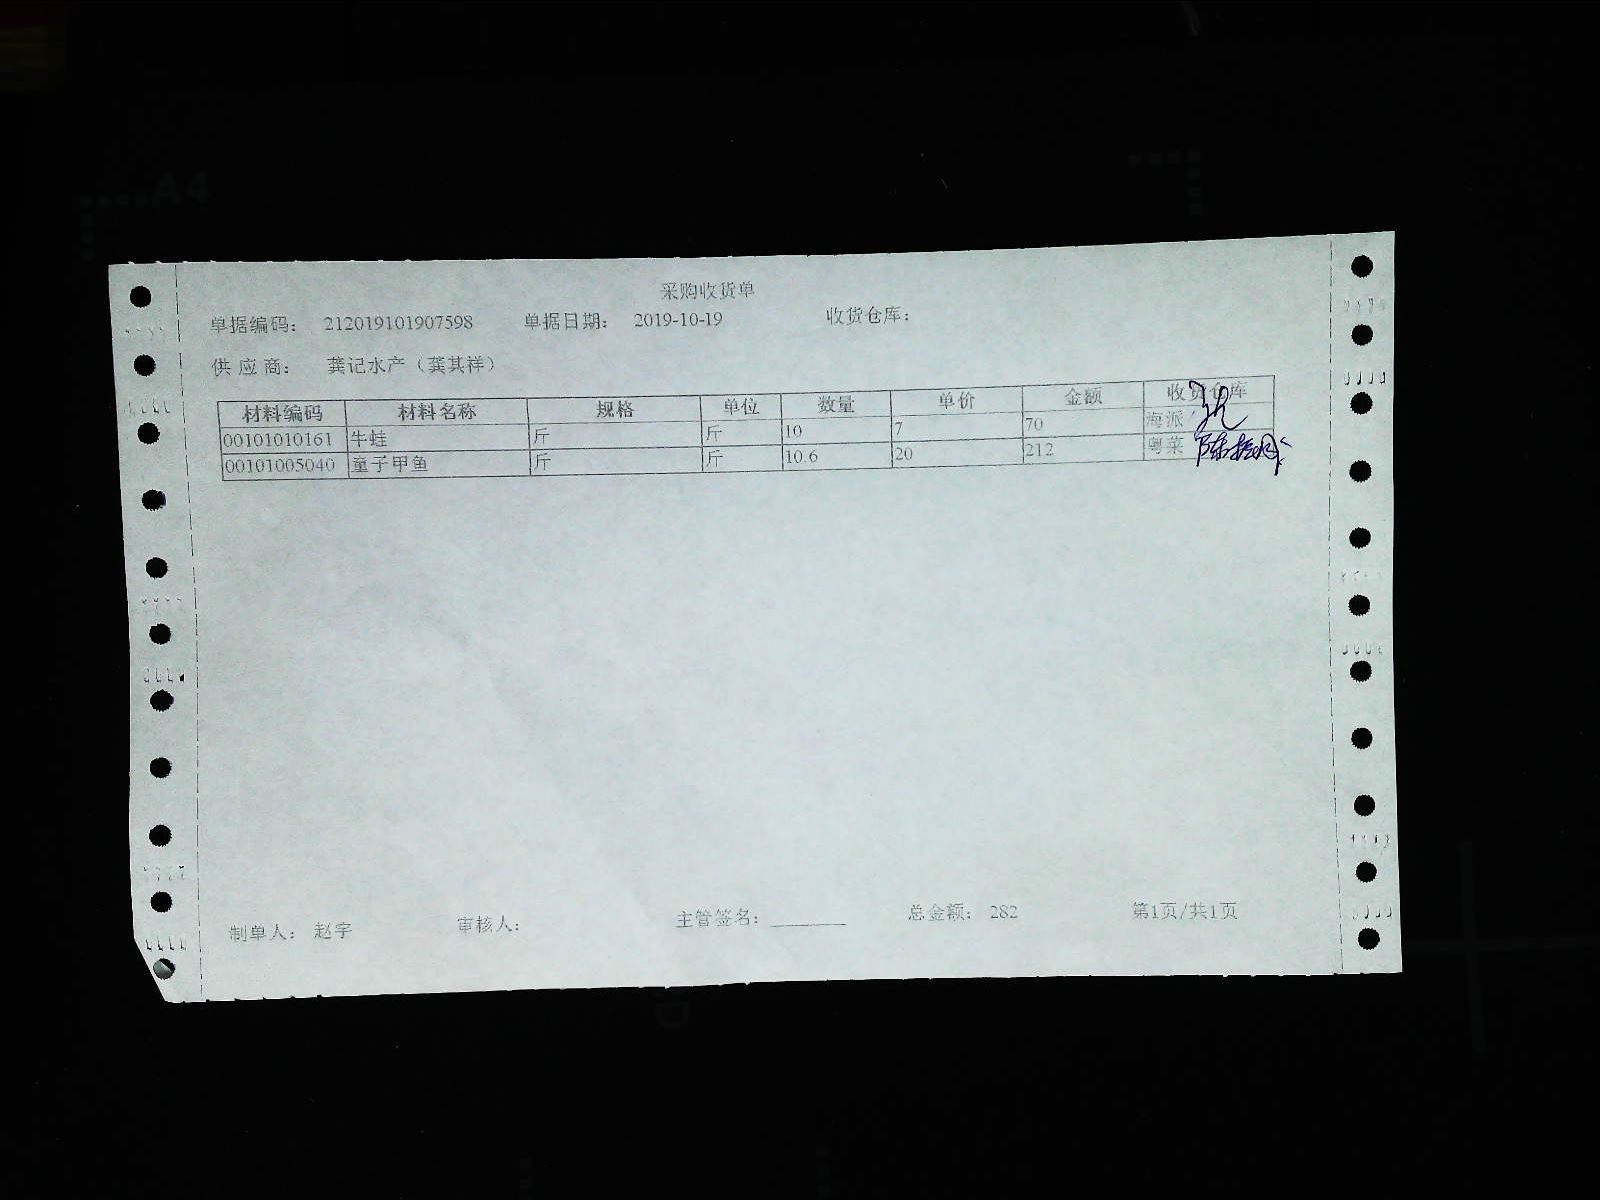 A4
采购收货单
单据编码： 212019101907598 单据日期： 2019-10-19 收货仓库：
供 应 商： 龚记水产（龚其祥）
材料编码 材料名称 规格 单位 数量 单价 金额 收货仓库
00101010161 牛蛙 斤 斤 10 7 70 海派
00101005040 童子甲鱼 斤 斤 10.6 20 212 粤菜
制单人： 赵宇 审核人： 主管签名： 总金额： 282 第1页/共1页